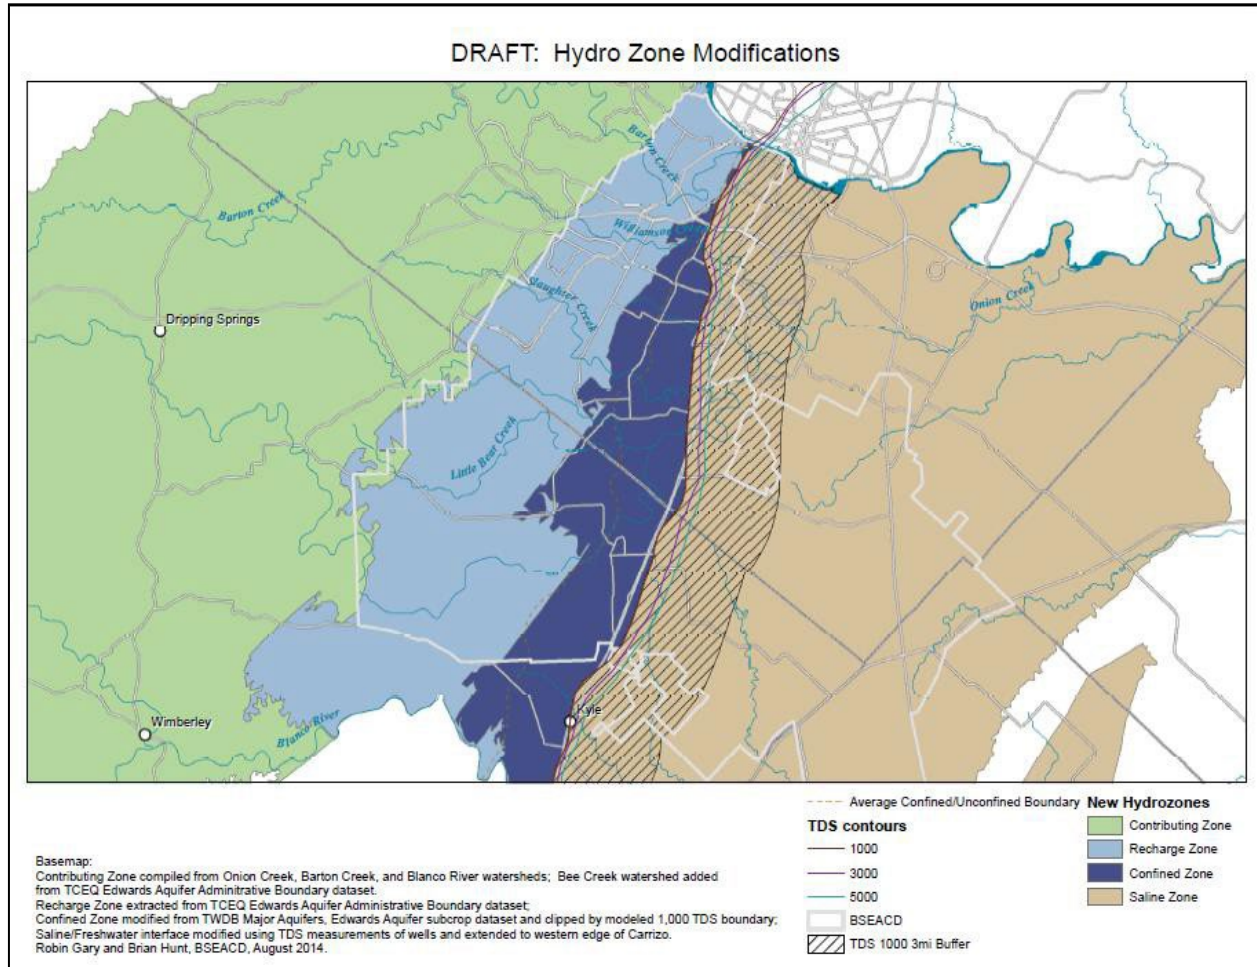 DRAFT: Hydro Zone Modifications
Barton Creek
Barton Creek
Williamson Creek
Slaughter Creek
Onion Creek
Dripping Springs
Little Bear Creek
Kyle
Wimberley
Blanco River
Average Confined/Unconfined Boundary
TDS contours
1000
3000
5000
BSEACD
TDS 1000 3mi Buffer
New Hydrozones
Contributing Zone
Recharge Zone
Confined Zone
Saline Zone
Basemap:
Contributing Zone compiled from Onion Creek, Barton Creek, and Blanco River watersheds; Bee Creek watershed added
from TCEQ Edwards Aquifer Adminitrative Boundary dataset.
Recharge Zone extracted from TCEQ Edwards Aquifer Administrative Boundary dataset;
Confined Zone modified from TWDB Major Aquifers, Edwards Aquifer subcrop dataset and clipped by modeled 1,000 TDS boundary;
Saline/Freshwater interface modified using TDS measurements of wells and extended to western edge of Carrizo.
Robin Gary and Brian Hunt, BSEACD, August 2014.